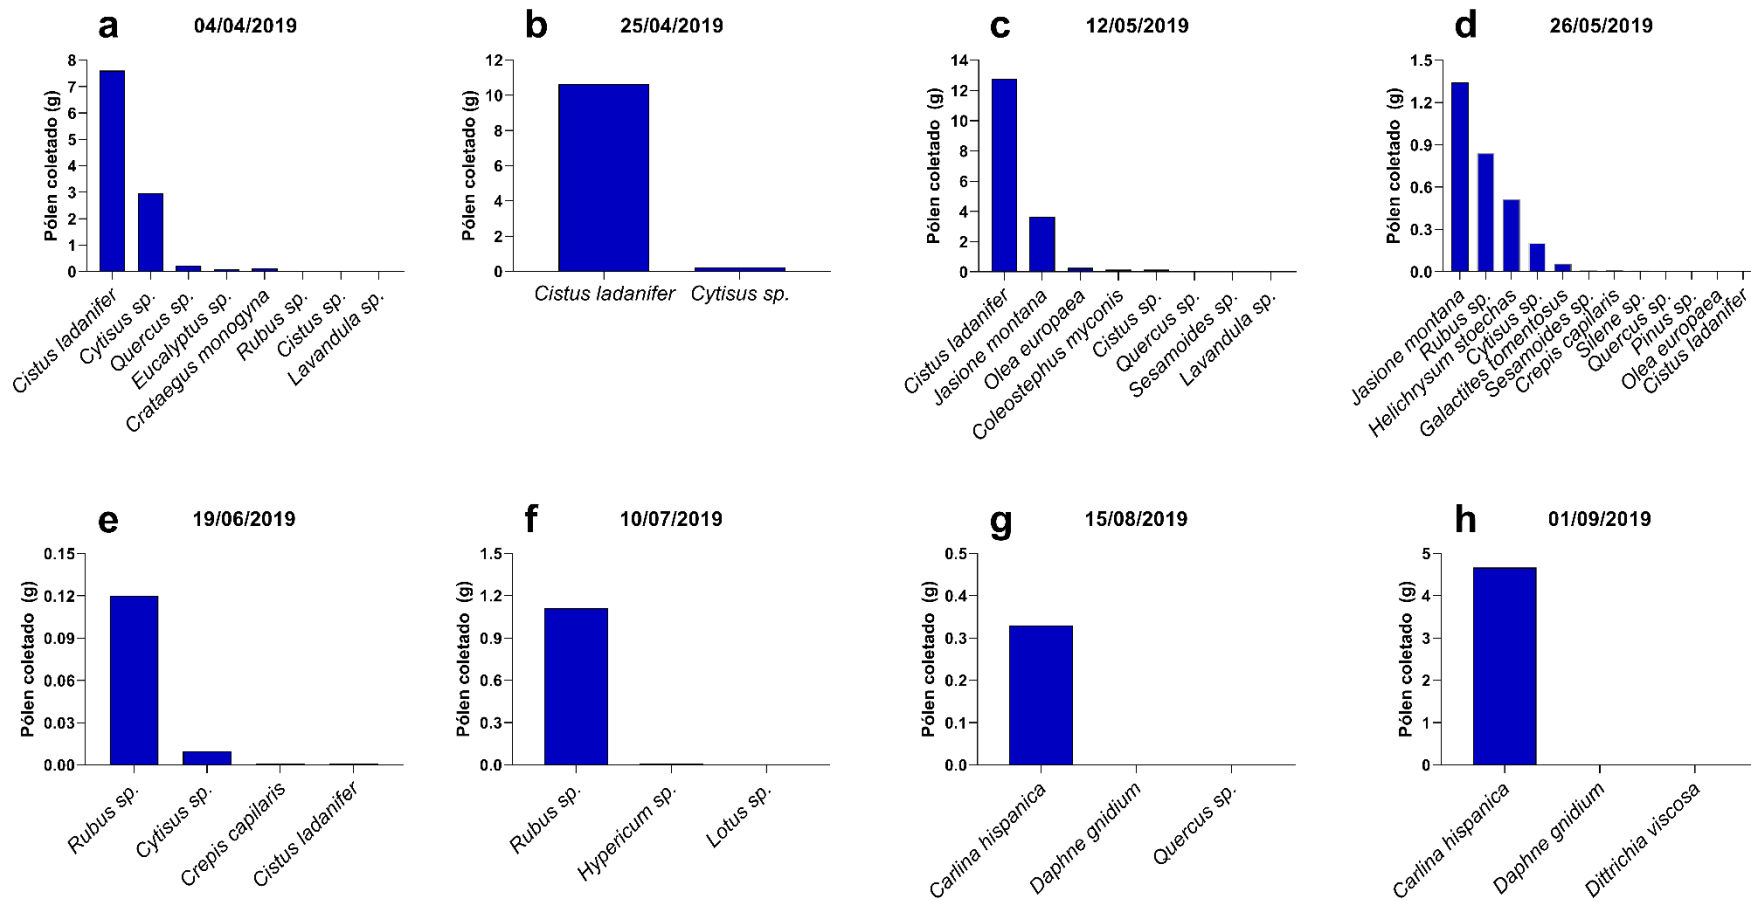 a 04/04/2019
Pólen coletado (g)
8
7
6
5
4
3
2
1
0
Cistus ladanifer
Cytisus sp.
Quercus sp.
Eucalyptus sp.
Crataegus monogyna
Rubus sp.
Cistus sp.
Lavandula sp.
b 25/04/2019
Pólen coletado (g)
12
10
8
6
4
2
0
Cistus ladanifer
Cytisus sp.
c 12/05/2019
Pólen coletado (g)
14
12
10
8
6
4
2
0
Cistus ladanifer
Jasione montana
Olea europaea
Coleostephus myconis
Cistus sp.
Quercus sp.
Sesamoides sp.
Lavandula sp.
d 26/05/2019
Pólen coletado (g)
1.5
1.2
0.9
0.6
0.3
0.0
Jasione montana
Rubus sp.
Helichrysum stoechas
Cytisus sp.
Galactites tomentosus
Sesamoides sp.
Crepis capilaris
Silene sp.
Quercus sp.
Pinus sp.
Olea europaea
Cistus ladanifer
e 19/06/2019
Pólen coletado (g)
0.15
0.12
0.09
0.06
0.03
0.00
Rubus sp.
Cytisus sp.
Crepis capilaris
Cistus ladanifer
f 10/07/2019
Pólen coletado (g)
1.5
1.2
0.9
0.6
0.3
0.0
Rubus sp.
Hypericum sp.
Lotus sp.
g 15/08/2019
Pólen coletado (g)
0.5
0.4
0.3
0.2
0.1
0.0
Carlina hispanica
Daphne gnidium
Quercus sp.
h 01/09/2019
Pólen coletado (g)
5
4
3
2
1
0
Carlina hispanica
Daphne gnidium
Dittrichia viscosa